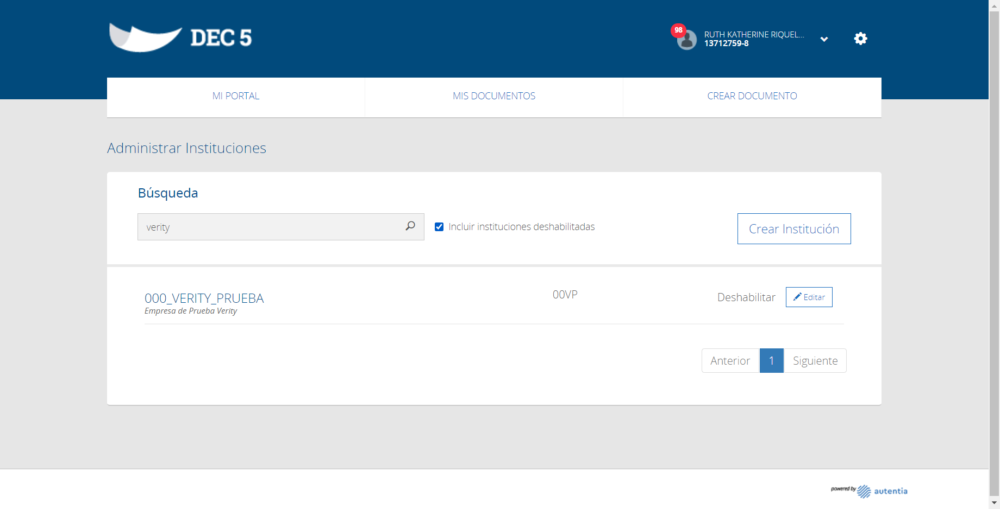 DEC 5
98
RUTH KATHERINE RIQUEL...
13712759-8
MI PORTAL
MIS DOCUMENTOS
CREAR DOCUMENTO
Administrar Instituciones
Búsqueda
verity
Incluir instituciones deshabilitadas
Crear Institución
000_VERITY_PRUEBA
Empresa de Prueba Verity
00VP
Deshabilitar
Editar
Anterior
1
Siguiente
powered by autentia